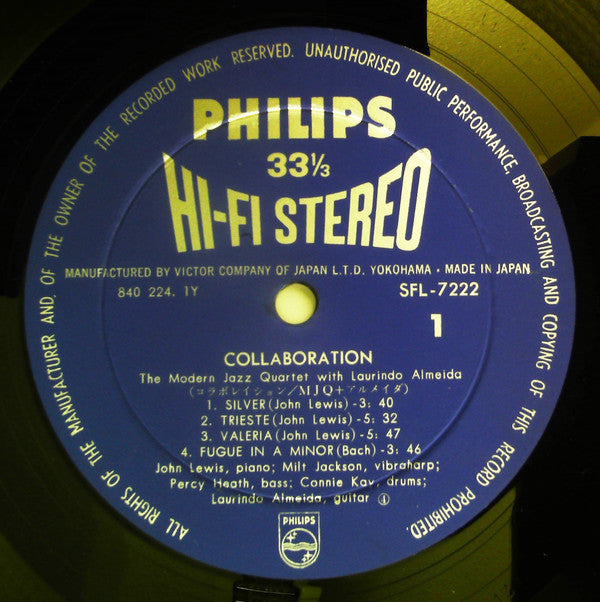 ALL RIGHTS OF THE MANUFACTURER AND, OF THE OWNER OF THE RECORDED WORK RESERVED. UNAUTHORISED PUBLIC PERFORMANCE, BROADCASTING AND COPYING OF THIS RECORD PROHIBITED.
PHILIPS
33⅓
HI-FI STEREO
MANUFACTURED BY VICTOR COMPANY OF JAPAN L.T.D. YOKOHAMA • MADE IN JAPAN
840 224. 1Y SFL-7222
1
COLLABORATION
The Modern Jazz Quartet with Laurindo Almeida
(コラボレイション/MJQ+アルメイダ)
1. SILVER(John Lewis)-3: 40
2. TRIESTE(John Lewis)-5: 32
3. VALERIA(John Lewis)-5: 47
4. FUGUE IN A MINOR(Bach)-3: 46
John Lewis, piano; Milt Jackson, vibraharp;
Percy Heath, bass; Connie Kay, drums;
Laurindo Almeida, guitar ④
PHILIPS